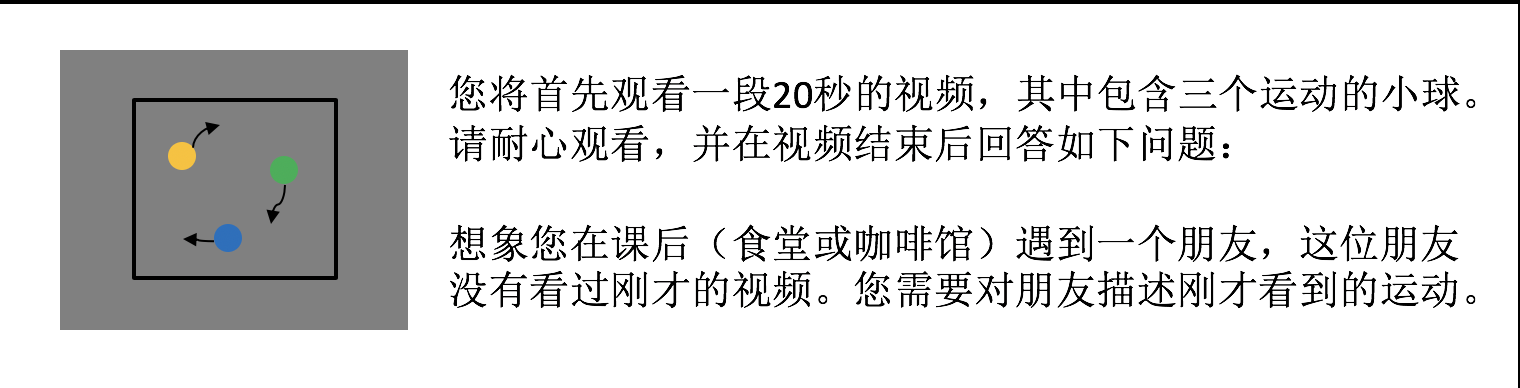 您将首先观看一段20秒的视频，其中包含三个运动的小球。
请耐心观看，并在视频结束后回答如下问题：
想象您在课后（食堂或咖啡馆）遇到一个朋友，这位朋友
没有看过刚才的视频。您需要对朋友描述刚才看到的运动。